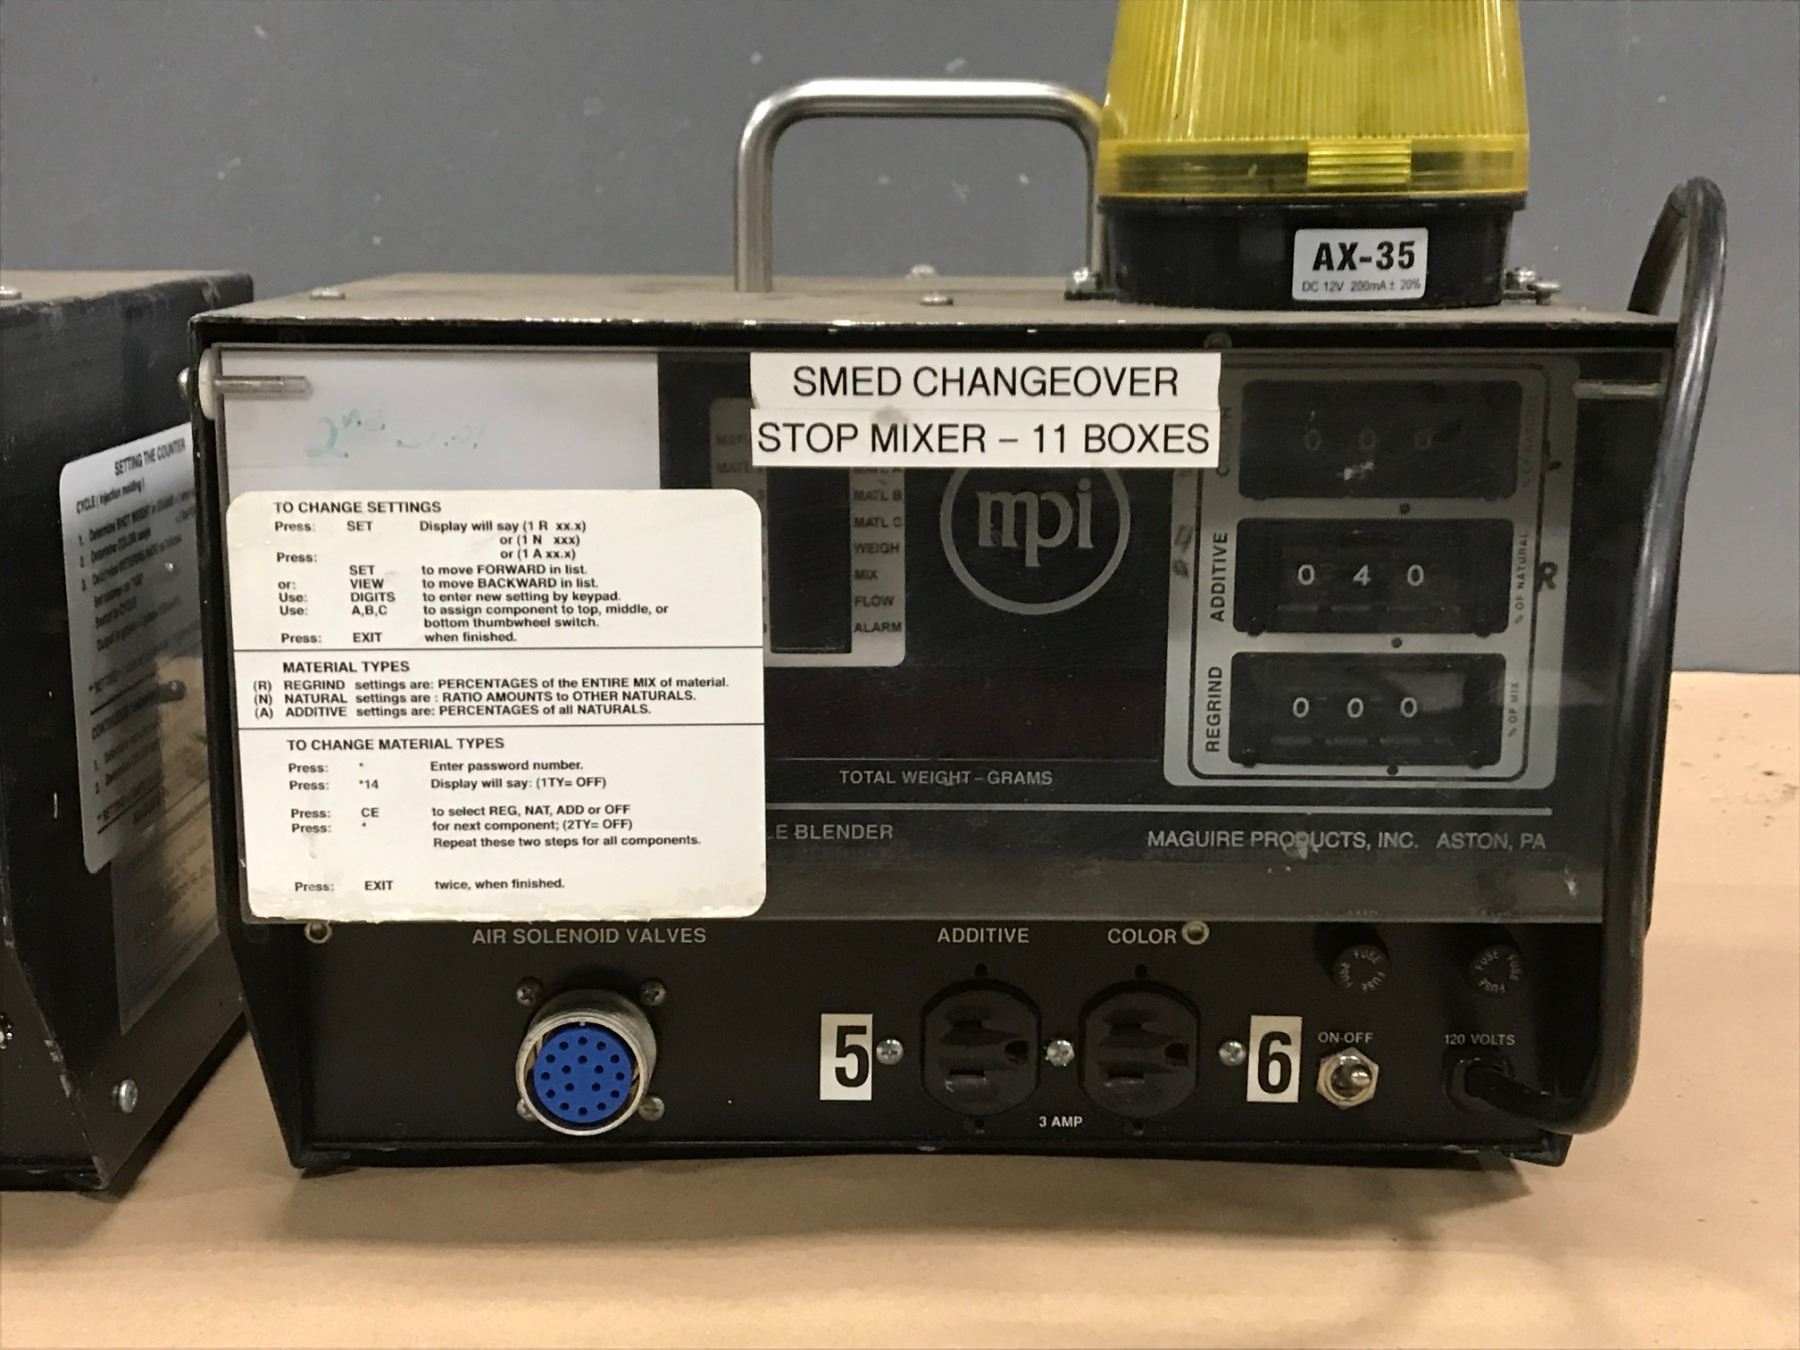 AX-35
DC 12V 200mA ± 20%
SMED CHANGEOVER
STOP MIXER – 11 BOXES
2nd
SETTING THE COUNTER
CYCLE ( injection molding )
TO CHANGE SETTINGS
Press: SET Display will say (1 R xx.x)
or (1 N xxx)
Press: or (1 A xx.x)
SET to move FORWARD in list.
or: VIEW to move BACKWARD in list.
Use: DIGITS to enter new setting by keypad.
Use: A,B,C to assign component to top, middle, or
bottom thumbwheel switch.
Press: EXIT when finished.
MATERIAL TYPES
(R) REGRIND settings are: PERCENTAGES of the ENTIRE MIX of material.
(N) NATURAL settings are : RATIO AMOUNTS to OTHER NATURALS.
(A) ADDITIVE settings are: PERCENTAGES of all NATURALS.
TO CHANGE MATERIAL TYPES
Press: * Enter password number.
Press: *14 Display will say: (1TY= OFF)
Press: CE to select REG, NAT, ADD or OFF
Press: * for next component; (2TY= OFF)
Repeat these two steps for all components.
Press: EXIT twice, when finished.
MATL B
MATL C
WEIGH
MIX
FLOW
ALARM
mpi
0 0 0
ADDITIVE
0 4 0
% OF NATURAL
R
REGRIND
0 0 0
% OF MIX
TOTAL WEIGHT–GRAMS
LE BLENDER
MAGUIRE PRODUCTS, INC. ASTON, PA
AIR SOLENOID VALVES
ADDITIVE
COLOR
FUSE FUSE
FUSE FUSE
5
6
3 AMP
ON-OFF
120 VOLTS